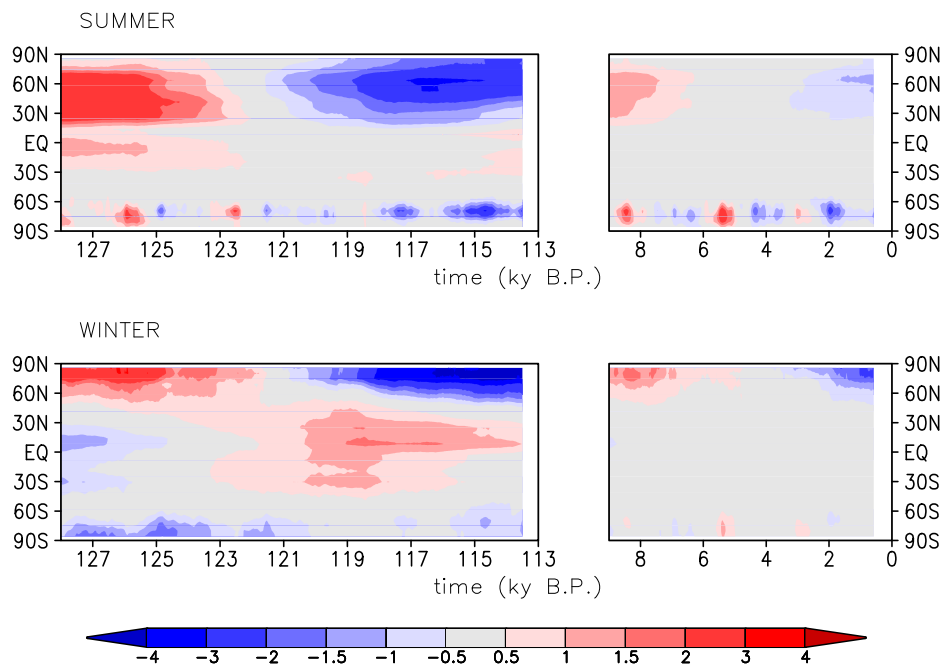 SUMMER
90N 90N
60N 60N
30N 30N
EQ EQ
30S 30S
60S 60S
90S 90S
127 125 123 121 119 117 115 113 8 6 4 2 0
time (ky B.P.) time (ky B.P.)
WINTER
90N 90N
60N 60N
30N 30N
EQ EQ
30S 30S
60S 60S
90S 90S
127 125 123 121 119 117 115 113 8 6 4 2 0
time (ky B.P.) time (ky B.P.)
-4 -3 -2 -1.5 -1 -0.5 0.5 1 1.5 2 3 4